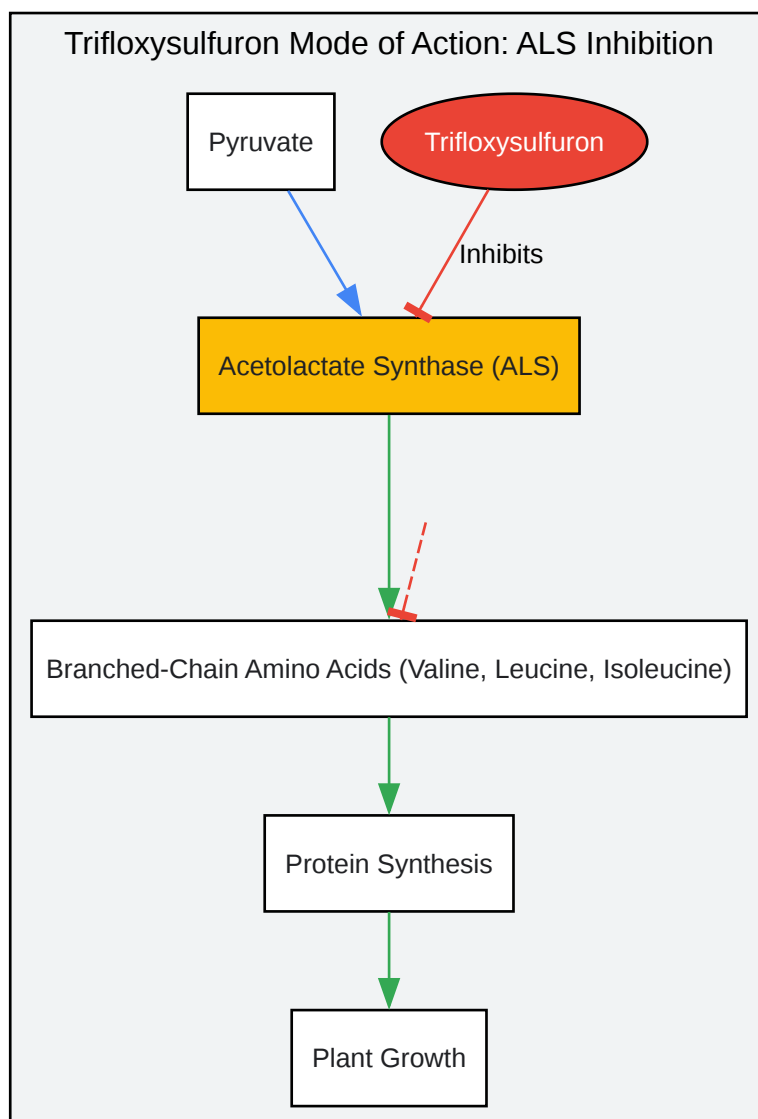 Trifloxysulfuron Mode of Action: ALS Inhibition
Pyruvate
Trifloxysulfuron
Inhibits
Acetolactate Synthase (ALS)
Branched-Chain Amino Acids (Valine, Leucine, Isoleucine)
Protein Synthesis
Plant Growth